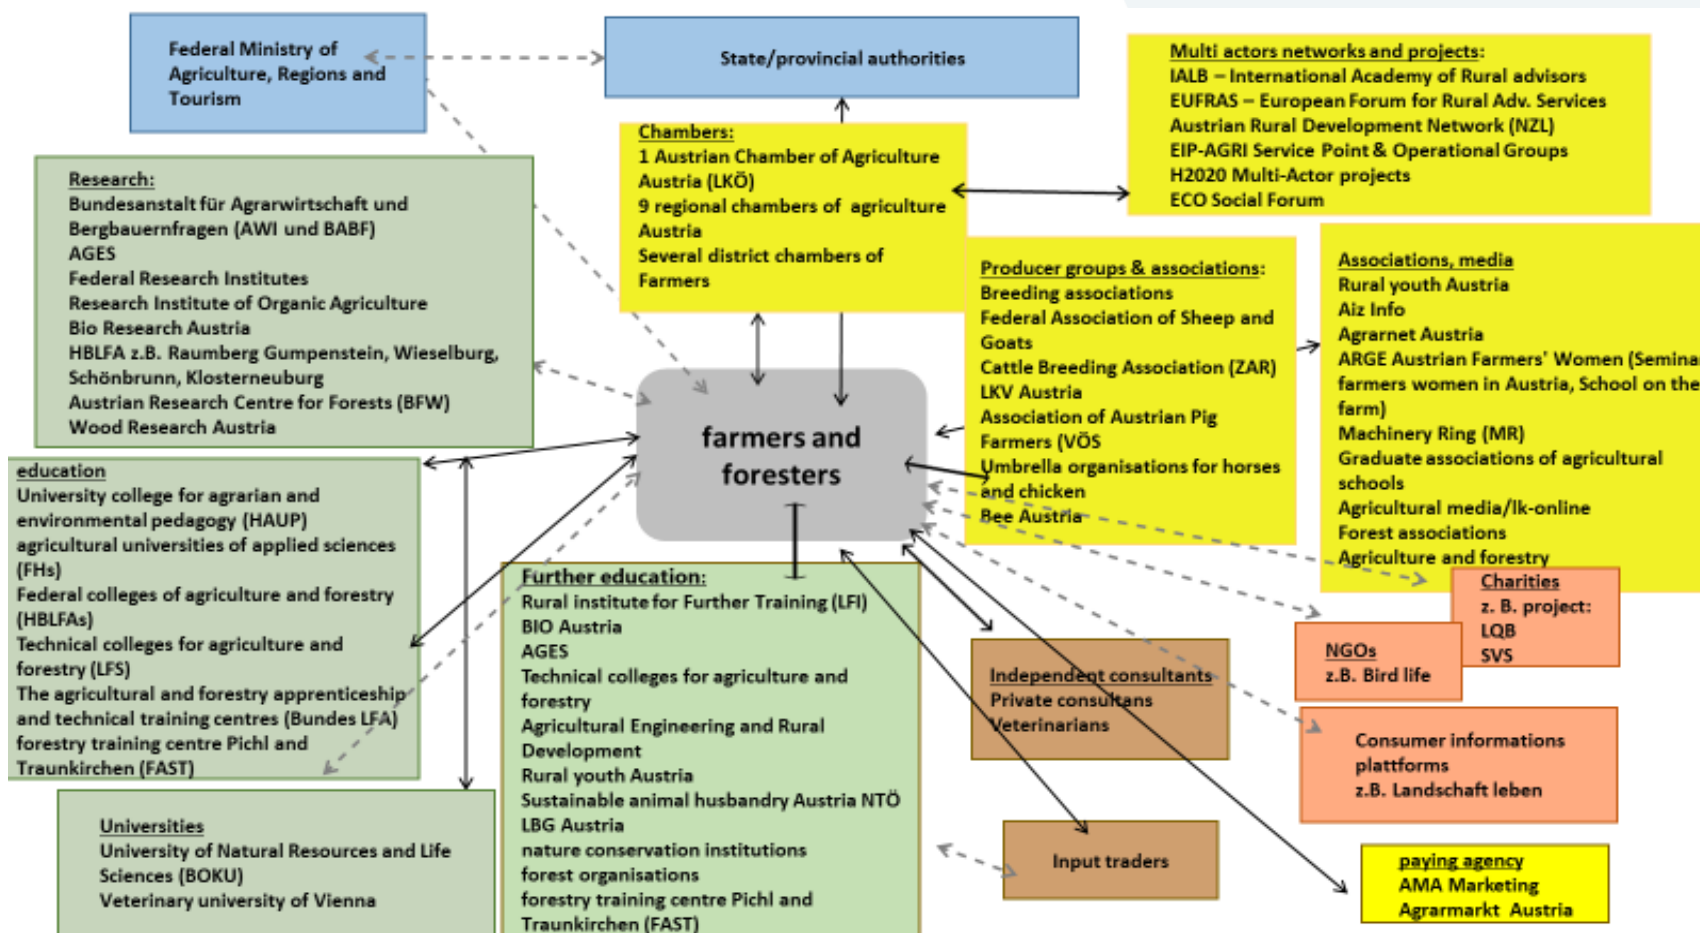 Federal Ministry of
Agriculture, Regions and
Tourism
State/provincial authorities
Multi actors networks and projects:
IALB – International Academy of Rural advisors
EUFRAS – European Forum for Rural Adv. Services
Austrian Rural Development Network (NZL)
EIP-AGRI Service Point & Operational Groups
H2020 Multi-Actor projects
ECO Social Forum
Chambers:
1 Austrian Chamber of Agriculture
Austria (LKÖ)
9 regional chambers of agriculture
Austria
Several district chambers of
Farmers
Research:
Bundesanstalt für Agrarwirtschaft und
Bergbauernfragen (AWI und BABF)
AGES
Federal Research Institutes
Research Institute of Organic Agriculture
Bio Research Austria
HBLFA z.B. Raumberg Gumpenstein, Wieselburg,
Schönbrunn, Klosterneuburg
Austrian Research Centre for Forests (BFW)
Wood Research Austria
Producer groups & associations:
Breeding associations
Federal Association of Sheep and
Goats
Cattle Breeding Association (ZAR)
LKV Austria
Association of Austrian Pig
Farmers (VÖS
Umbrella organisations for horses
and chicken
Bee Austria
Associations, media
Rural youth Austria
Aiz Info
Agrarnet Austria
ARGE Austrian Farmers' Women (Semina
farmers women in Austria, School on the
farm)
Machinery Ring (MR)
Graduate associations of agricultural
schools
Agricultural media/lk-online
Forest associations
Agriculture and forestry
farmers and
foresters
education
University college for agrarian and
environmental pedagogy (HAUP)
agricultural universities of applied sciences
(FHs)
Federal colleges of agriculture and forestry
(HBLFAs)
Technical colleges for agriculture and
forestry (LFS)
The agricultural and forestry apprenticeship
and technical training centres (Bundes LFA)
forestry training centre Pichl and
Traunkirchen (FAST)
Further education:
Rural institute for Further Training (LFI)
BIO Austria
AGES
Technical colleges for agriculture and
forestry
Agricultural Engineering and Rural
Development
Rural youth Austria
Sustainable animal husbandry Austria NTÖ
LBG Austria
nature conservation institutions
forest organisations
forestry training centre Pichl and
Traunkirchen (FAST)
Charities
z. B. project:
LQB
SVS
NGOs
z.B. Bird life
Independent consultants
Private consultans
Veterinarians
Consumer informations
plattforms
z.B. Landschaft leben
Universities
University of Natural Resources and Life
Sciences (BOKU)
Veterinary university of Vienna
Input traders
paying agency
AMA Marketing
Agrarmarkt Austria